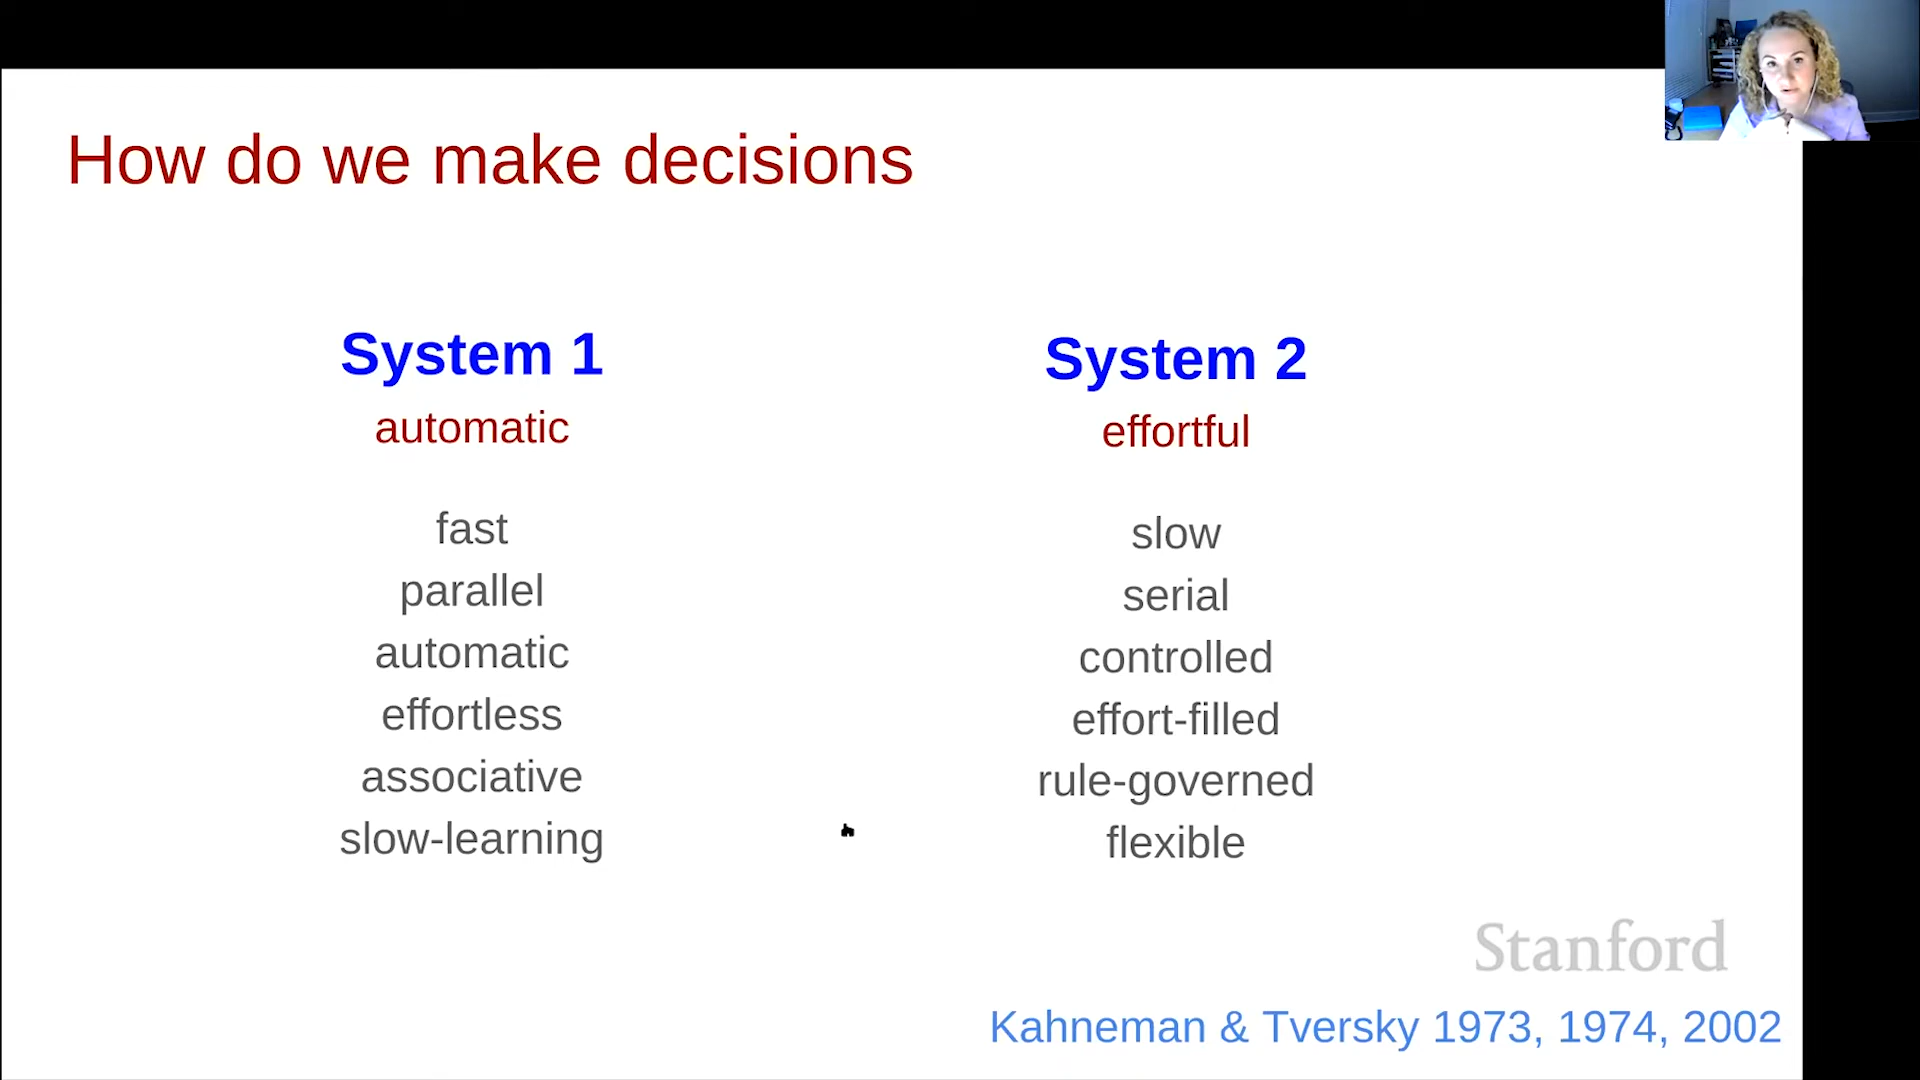 How do we make decisions
System 1
automatic
fast
parallel
automatic
effortless
associative
slow-learning
System 2
effortful
slow
serial
controlled
effort-filled
rule-governed
flexible
Stanford
Kahneman & Tversky 1973, 1974, 2002